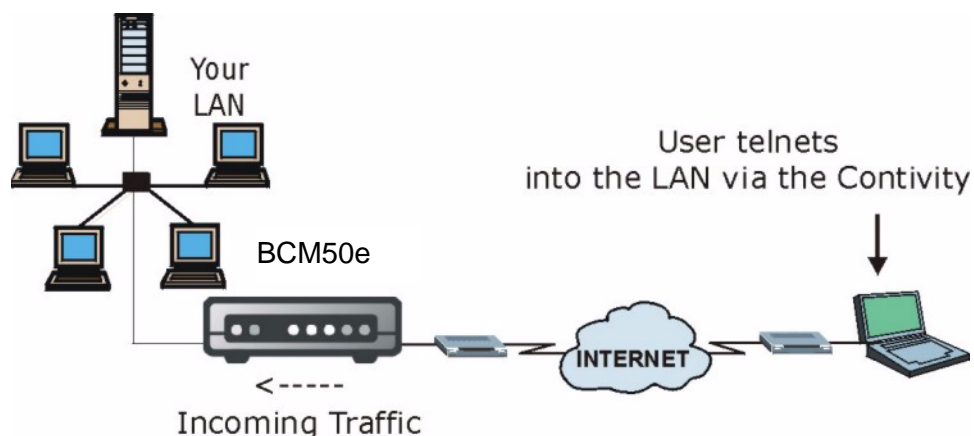 Your
LAN
User telnets
into the LAN via the Contivity
BCM50e
INTERNET
<-----
Incoming Traffic